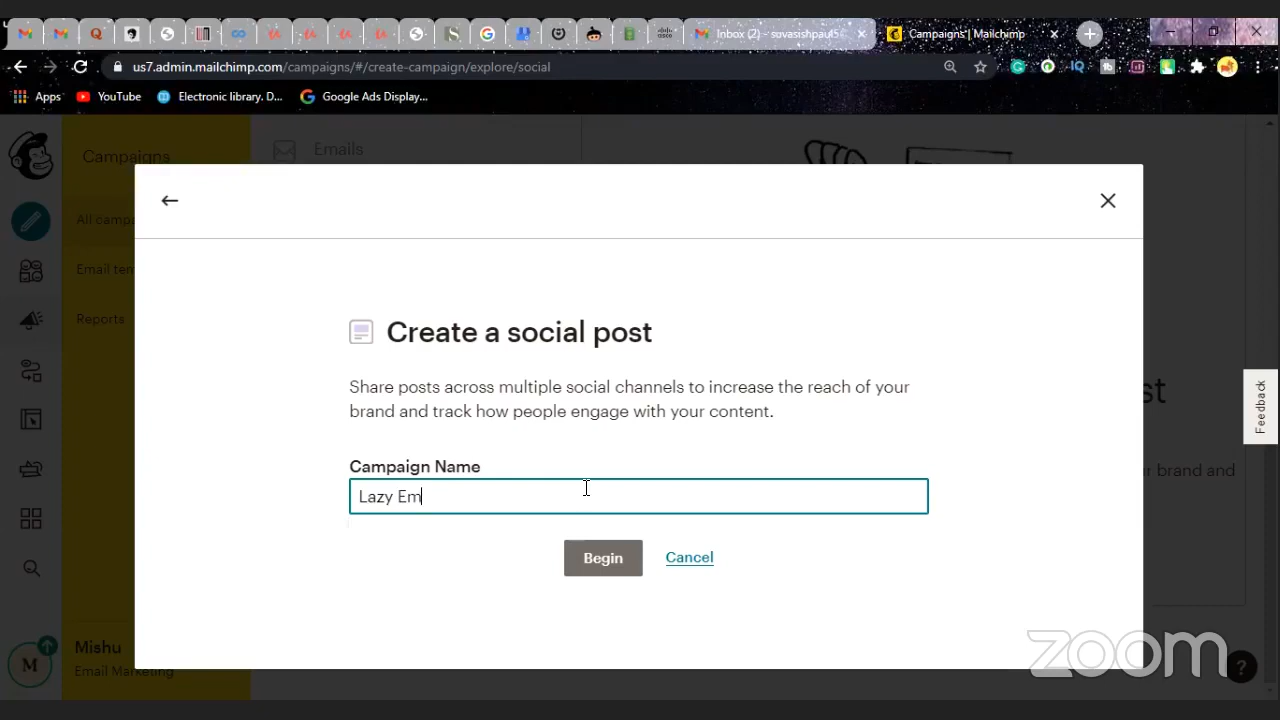 Inbox (2) - suvasishpaul54
Campaigns | Mailchimp
us7.admin.mailchimp.com/campaigns/#/create-campaign/explore/social
Apps
YouTube
Electronic library. D...
Google Ads Display...
Campaigns
Emails
All campa
Email tem
Reports
Create a social post
Share posts across multiple social channels to increase the reach of your
brand and track how people engage with your content.
Campaign Name
Lazy Em
Begin
Cancel
st
r brand and
Feedback
M
Mishu
Email Marketing
zoom
?